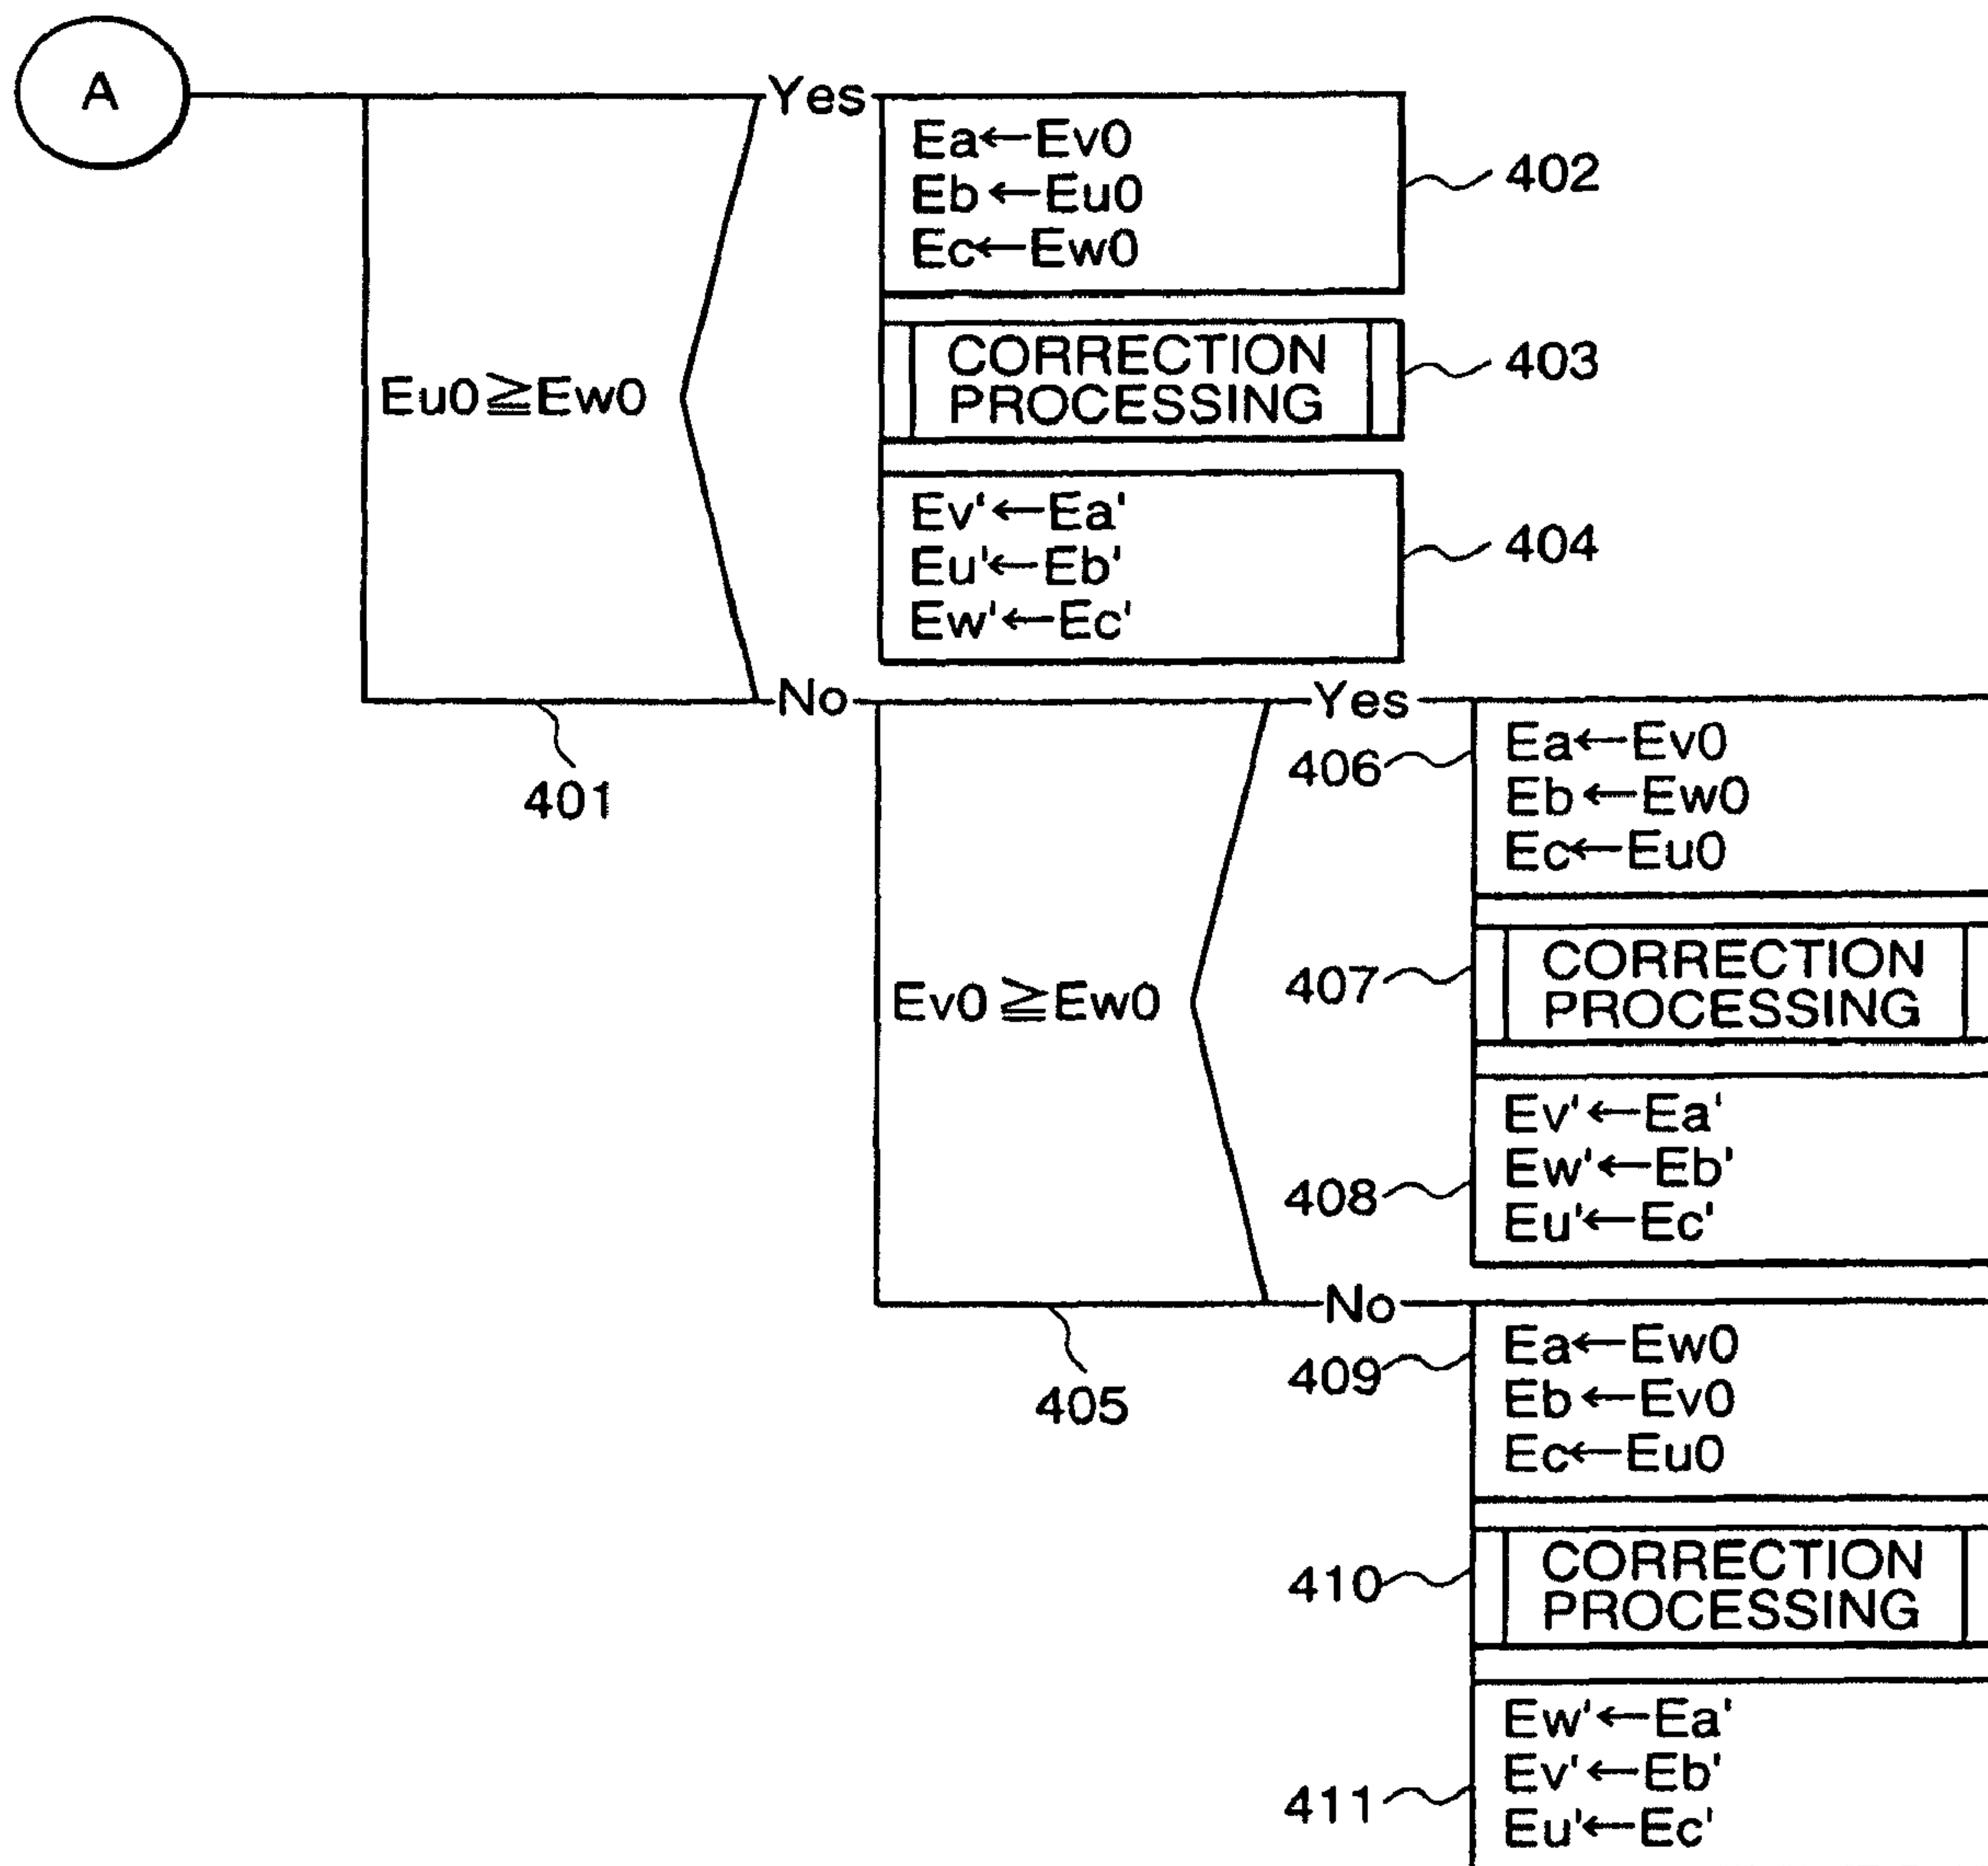 A
Yes
Ea←Ev0
Eb←Eu0
Ec←Ew0
402
Eu0≧Ew0
CORRECTION
PROCESSING
403
Ev'←Ea'
Eu'←Eb'
Ew'←Ec'
404
No
401
Yes
406
Ea←Ev0
Eb←Ew0
Ec←Eu0
Ev0≧Ew0
407
CORRECTION
PROCESSING
408
Ev'←Ea'
Ew'←Eb'
Eu'←Ec'
No
405
409
Ea←Ew0
Eb←Ev0
Ec←Eu0
410
CORRECTION
PROCESSING
411
Ew'←Ea'
Ev'←Eb'
Eu'←Ec'